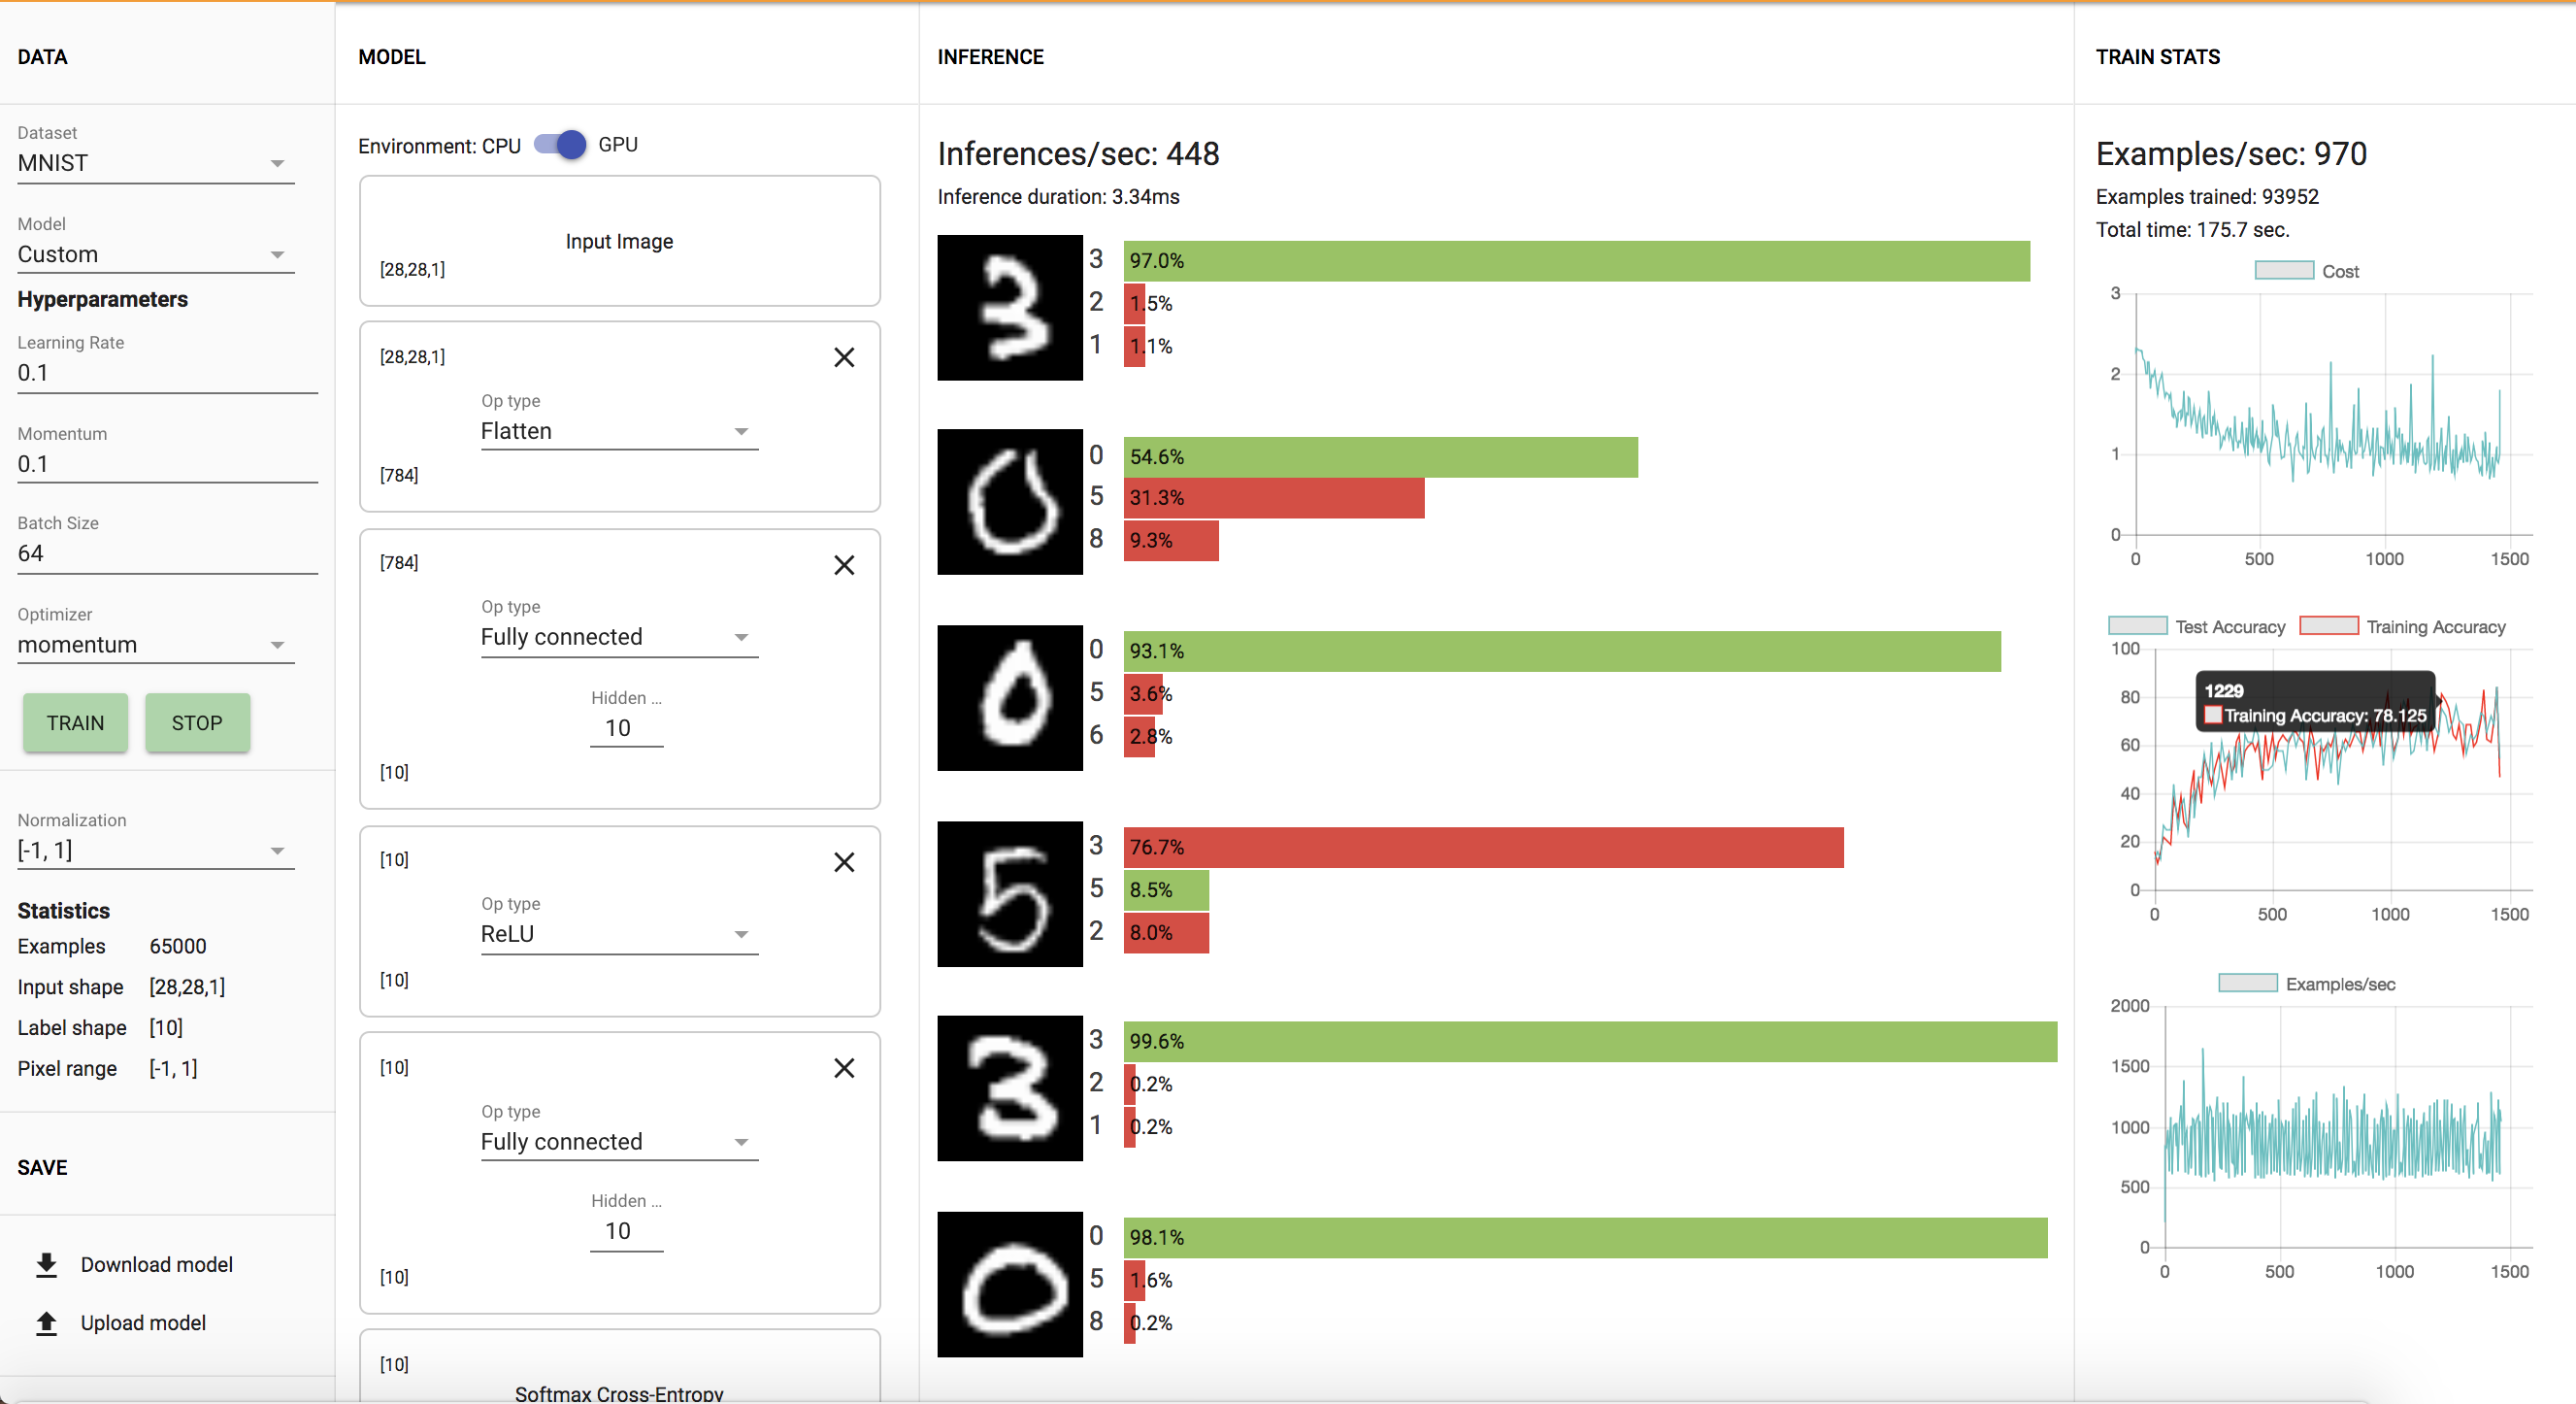 DATA
Dataset
MNIST
Model
Custom
Hyperparameters
Learning Rate
0.1
Momentum
0.1
Batch Size
64
Optimizer
momentum
TRAIN STOP
Normalization
[-1, 1]
Statistics
Examples 65000
Input shape [28,28,1]
Label shape [10]
Pixel range [-1, 1]
SAVE
Download model
Upload model
MODEL
Environment: CPU GPU
Input Image
[28,28,1]
[28,28,1]
Op type
Flatten
[784]
[784]
Op type
Fully connected
Hidden ...
10
[10]
[10]
Op type
ReLU
[10]
[10]
Op type
Fully connected
Hidden ...
10
[10]
[10]
Softmax Cross-Entropy
INFERENCE
Inferences/sec: 448
Inference duration: 3.34ms
3
3 97.0%
2 1.5%
1 1.1%
0
0 54.6%
5 31.3%
8 9.3%
0
0 93.1%
5 3.6%
6 2.8%
5
3 76.7%
5 8.5%
2 8.0%
3
3 99.6%
2 0.2%
1 0.2%
0
0 98.1%
5 1.6%
8 0.2%
TRAIN STATS
Examples/sec: 970
Examples trained: 93952
Total time: 175.7 sec.
Cost
3
2
1
0
0 500 1000 1500
Test Accuracy Training Accuracy
100
80
60
40
20
0
1229
Training Accuracy: 78.125
0 500 1000 1500
Examples/sec
2000
1500
1000
500
0
0 500 1000 1500